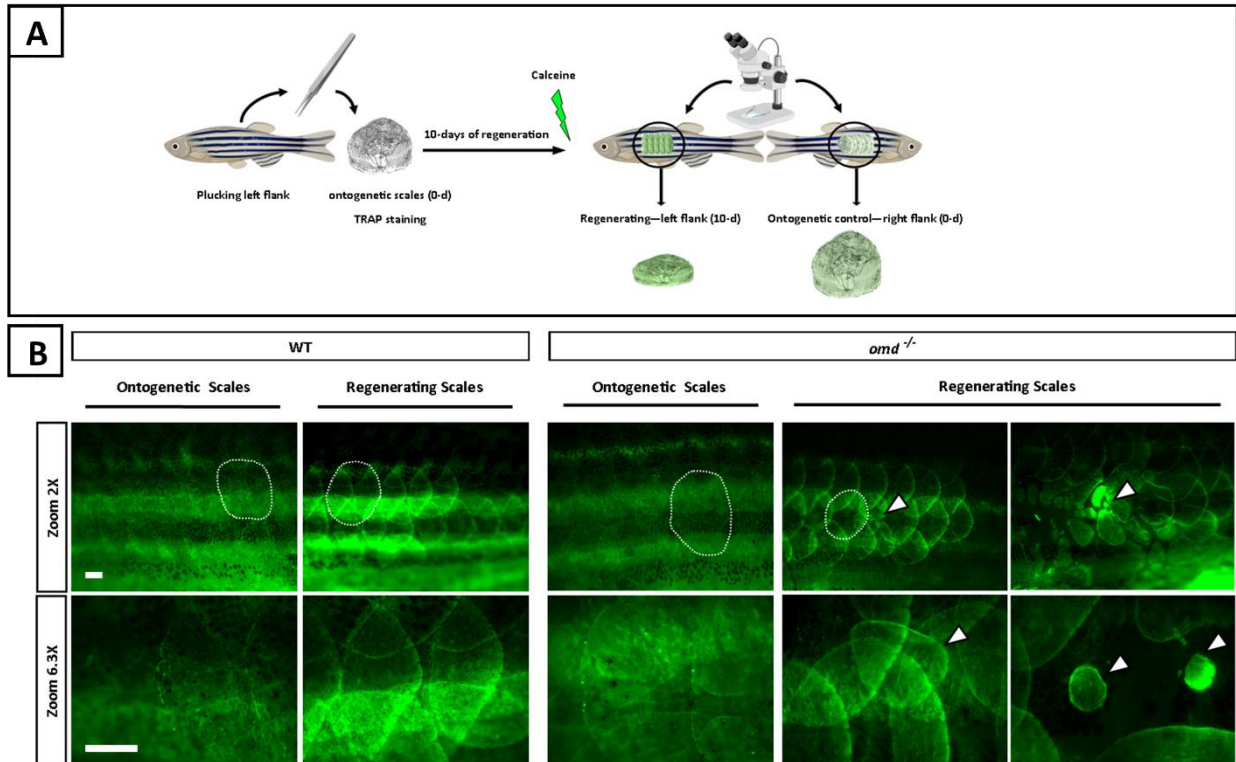 A
Calceine
10-days of regeneration
Plucking left flank
ontogenetic scales (0-d)
TRAP staining
Regenerating—left flank (10-d)
Ontogenetic control—right flank (0-d)
B
WT
omd -/-
Ontogenetic Scales
Regenerating Scales
Ontogenetic Scales
Regenerating Scales
Zoom 2X
Zoom 6.3X